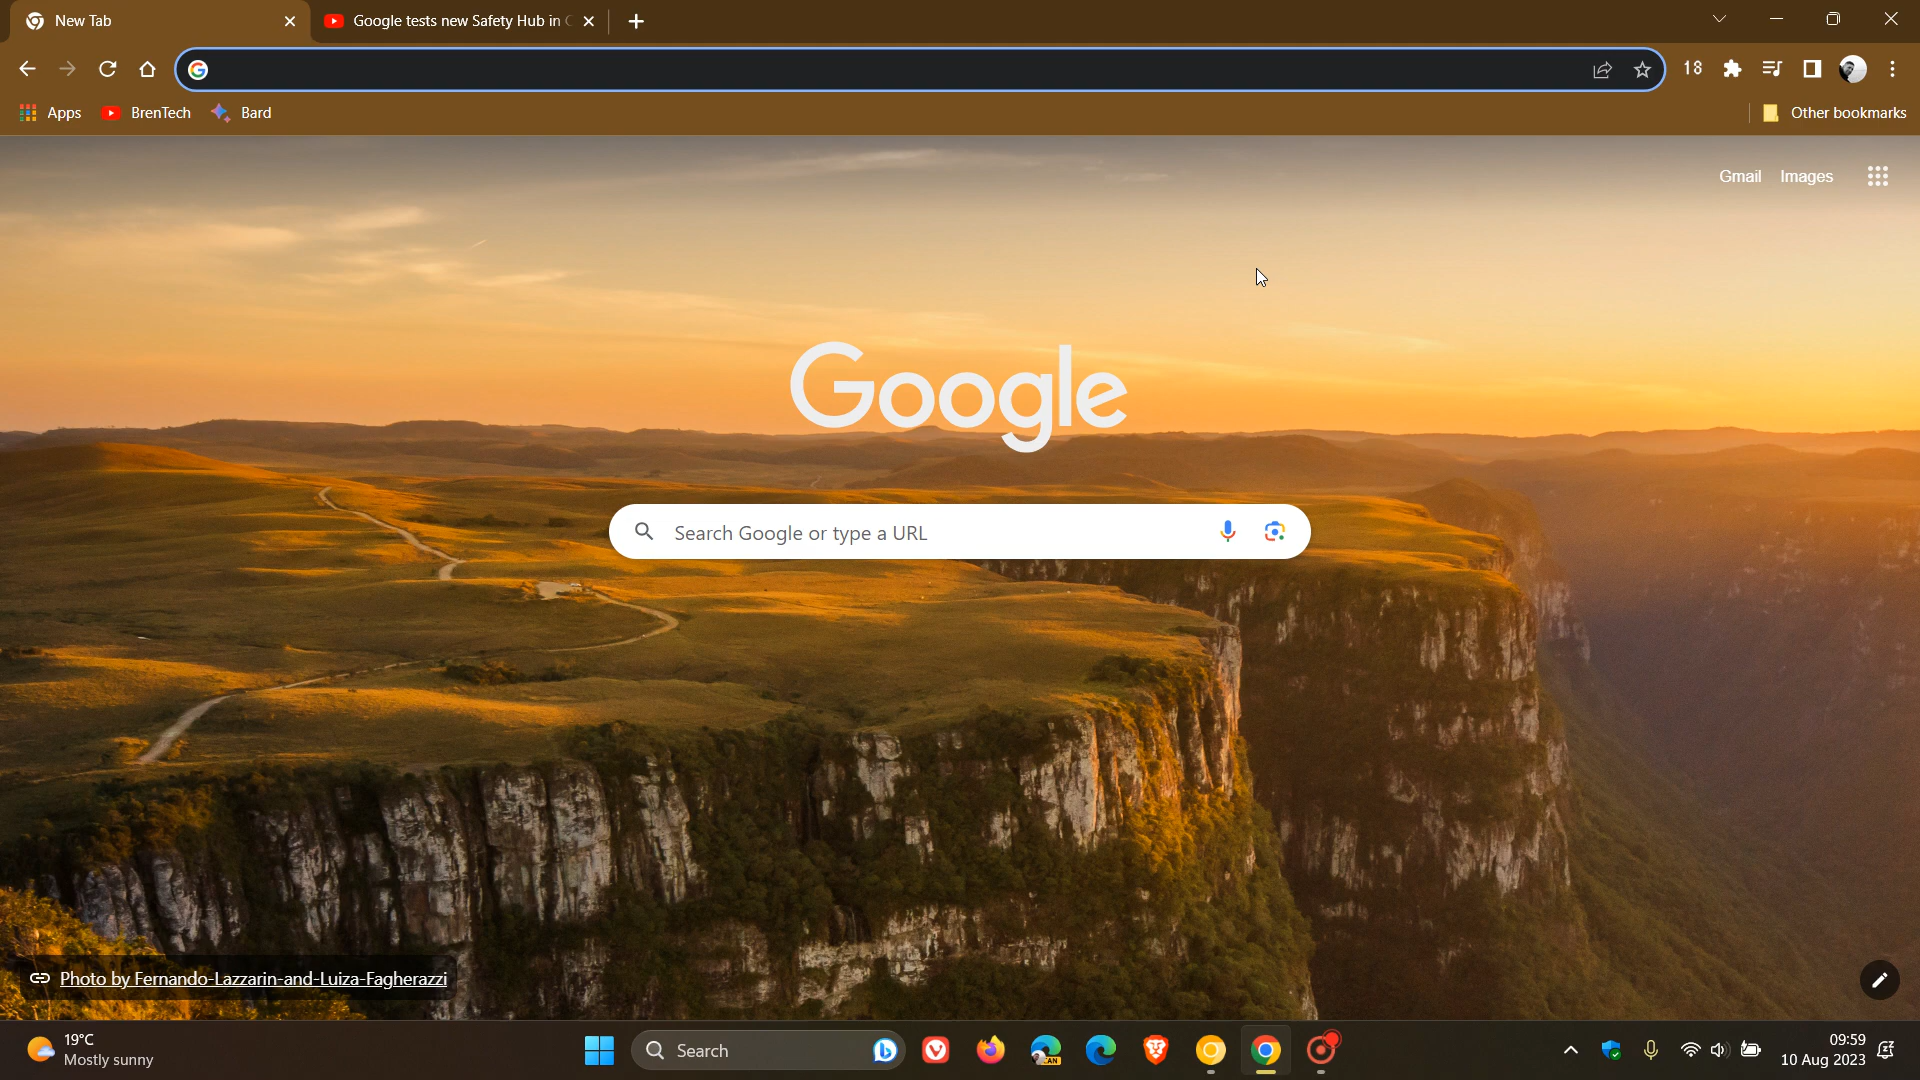 New Tab
Google tests new Safety Hub in
18
Apps
BrenTech
Bard
Other bookmarks
Gmail
Images
Google
Search Google or type a URL
Photo by Fernando-Lazzarin-and-Luiza-Fagherazzi
19°C
Mostly sunny
Search
CAN
09:59
10 Aug 2023